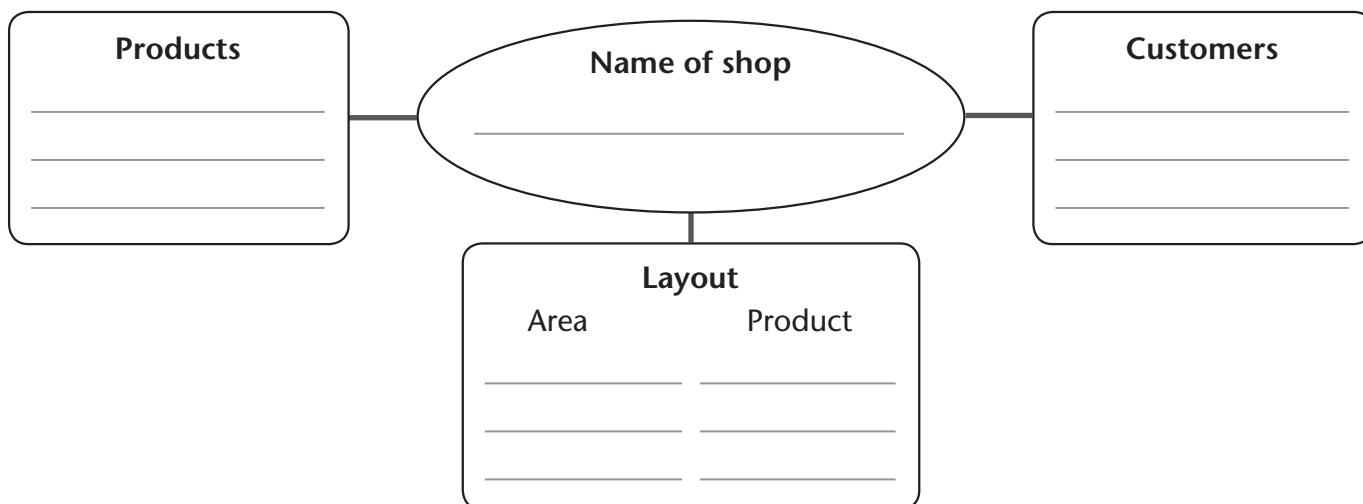 Products
Name of shop
Customers
Layout
Area Product